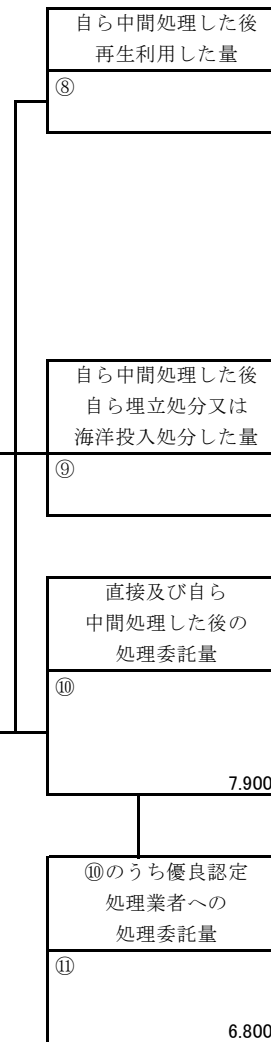 自ら中間処理した後
再生利用した量
⑧
自ら中間処理した後
自ら埋立処分又は
海洋投入処分した量
⑨
直接及び自ら
中間処理した後の
処理委託量
⑩
7.900
⑩のうち優良認定
処理業者への
処理委託量
⑪
6.800